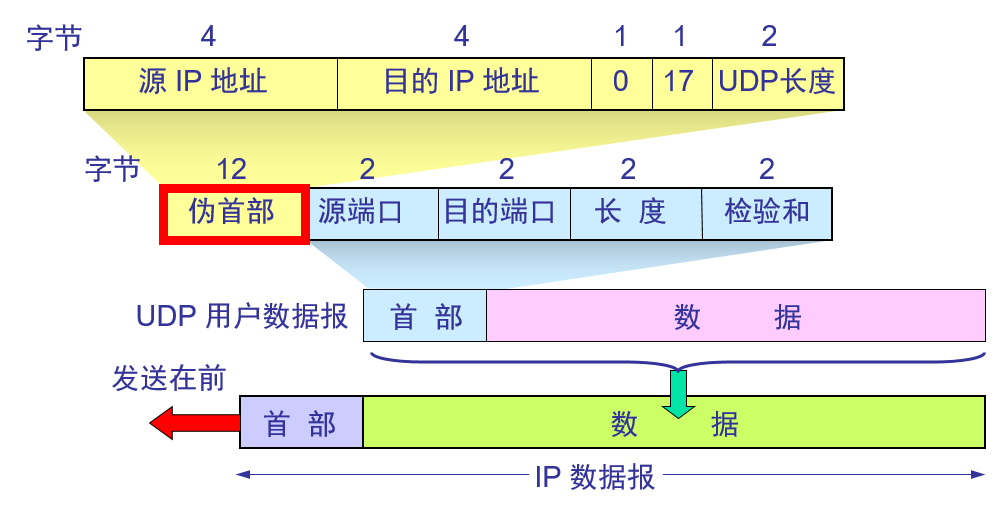 字节 4 4 1 1 2
源 IP 地址 目的 IP 地址 0 17 UDP长度
字节 12 2 2 2 2
伪首部 源端口 目的端口 长 度 检验和
UDP 用户数据报 首 部 数 据
发送在前
首 部 数 据
IP 数据报